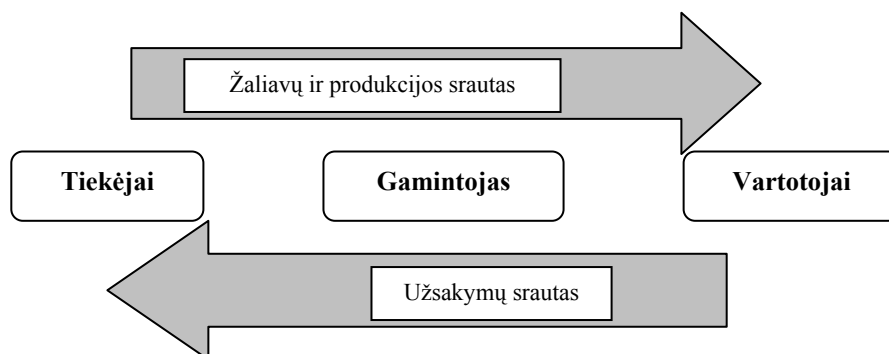 Žaliavų ir produkcijos srautas
Tiekėjai
Gamintojas
Vartotojai
Užsakymų srautas